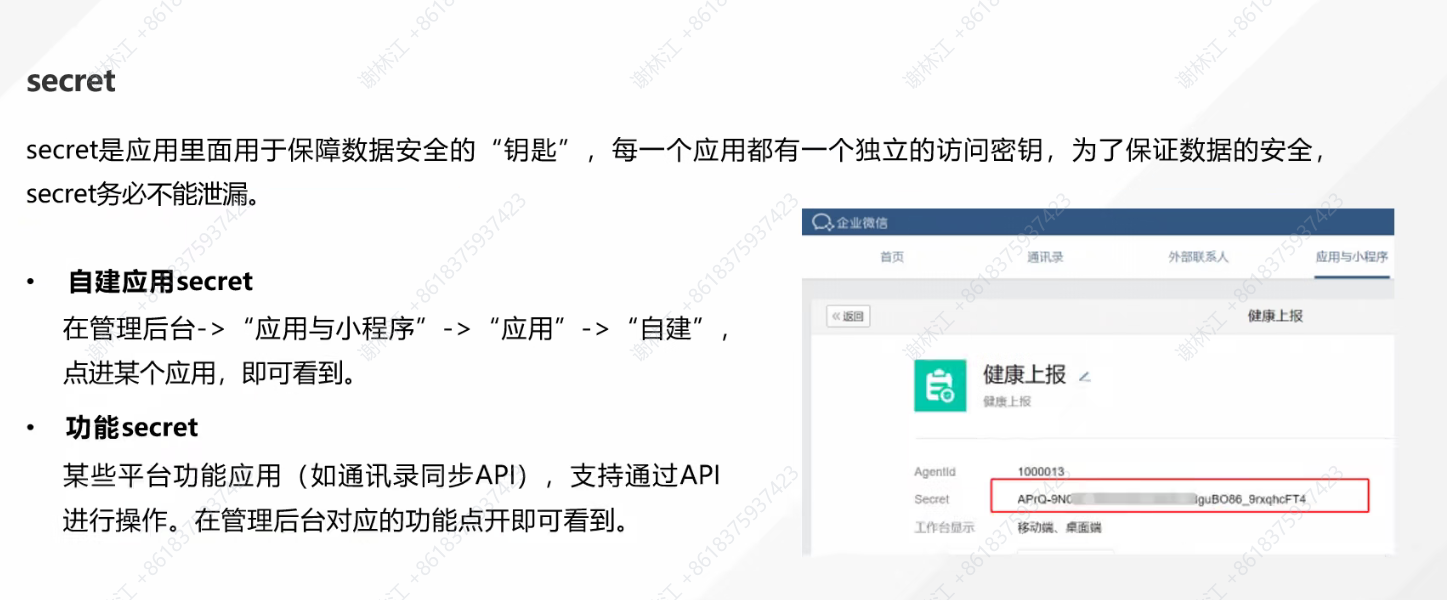 secret
secret是应用里面用于保障数据安全的“钥匙”，每一个应用都有一个独立的访问密钥，为了保证数据的安全，
secret务必不能泄漏。
• 自建应用secret
在管理后台->“应用与小程序”->“应用”->“自建”，
点进某个应用，即可看到。
• 功能secret
某些平台功能应用（如通讯录同步API），支持通过API
进行操作。在管理后台对应的功能点开即可看到。
企业微信
首页 通讯录 外部联系人 应用与小程序
«返回 健康上报
健康上报
健康上报
AgentId 1000013
Secret APrQ-9N0 IguBO86_9rxqhcFT4
工作台显示 移动端、桌面端
谢林江 +8618375937423